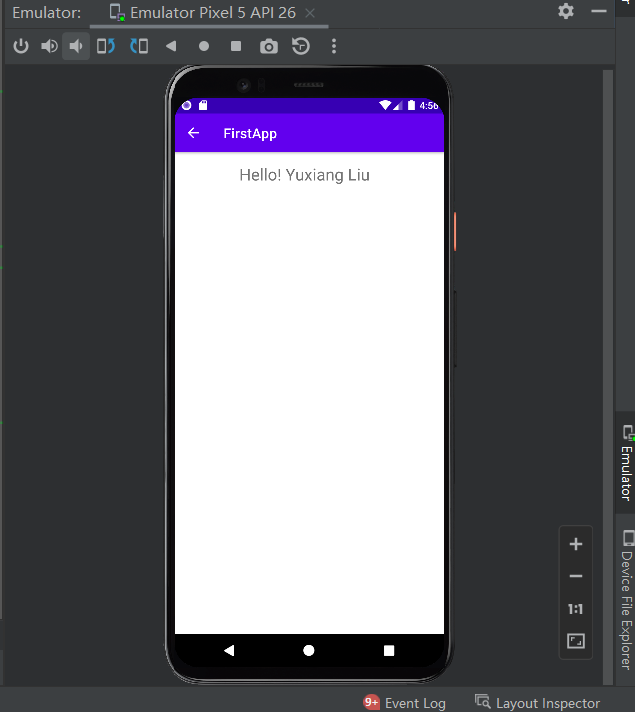 Emulator: Emulator Pixel 5 API 26
4:56
FirstApp
Hello! Yuxiang Liu
Emulator
Device File Explorer
1:1
9+ Event Log Layout Inspector